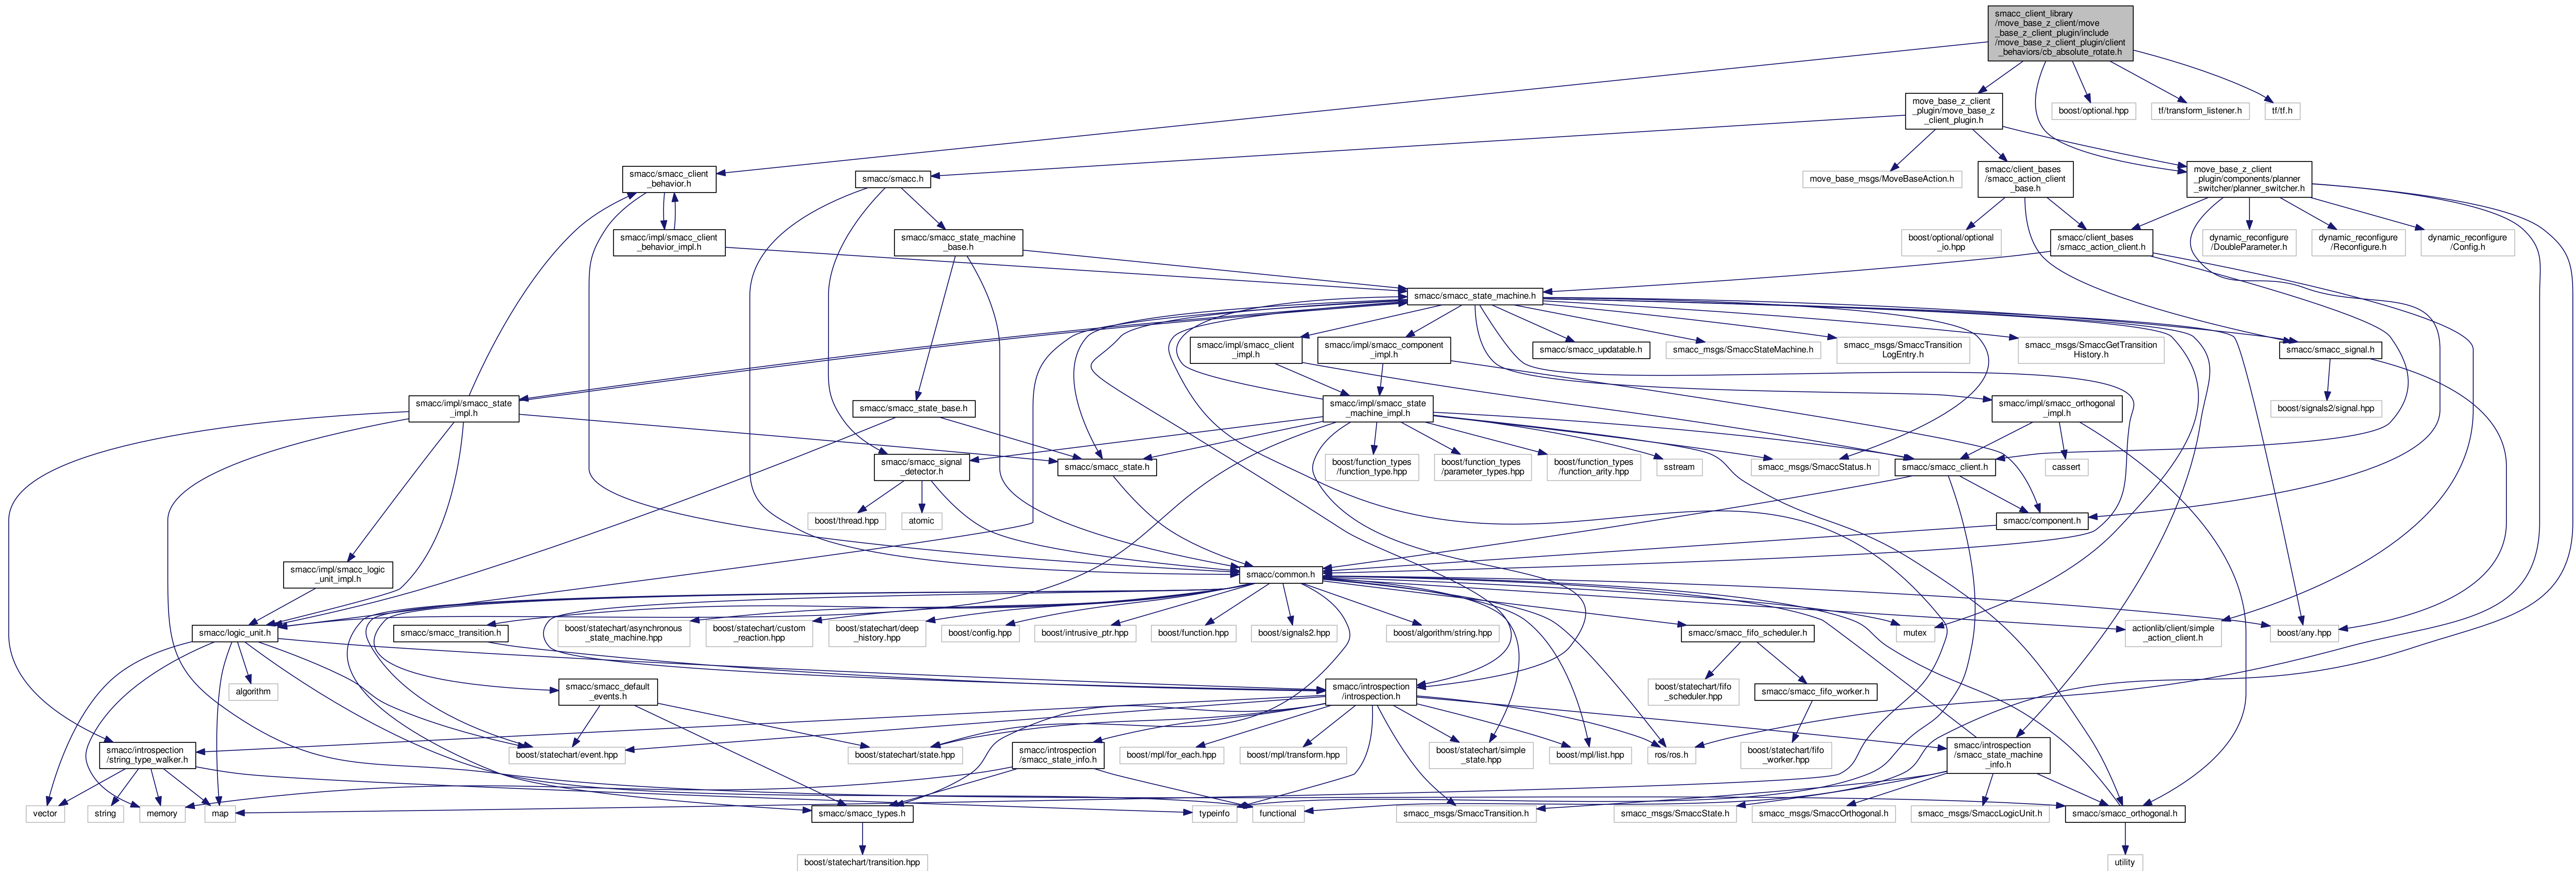 smacc_client_library
/move_base_z_client/move
_base_z_client_plugin/include
/move_base_z_client_plugin/client
_behaviors/cb_absolute_rotate.h
move_base_z_client
_plugin/move_base_z
_client_plugin.h
boost/optional.hpp
tf/transform_listener.h
tf/tf.h
smacc/smacc_client
_behavior.h
smacc/smacc.h
move_base_msgs/MoveBaseAction.h
smacc/client_bases
/smacc_action_client
_base.h
move_base_z_client
_plugin/components/planner
_switcher/planner_switcher.h
smacc/impl/smacc_client
_behavior_impl.h
smacc/smacc_state_machine
_base.h
boost/optional/optional
_io.hpp
smacc/client_bases
/smacc_action_client.h
dynamic_reconfigure
/DoubleParameter.h
dynamic_reconfigure
/Reconfigure.h
dynamic_reconfigure
/Config.h
smacc/smacc_state_machine.h
smacc/impl/smacc_client
_impl.h
smacc/impl/smacc_component
_impl.h
smacc/smacc_updatable.h
smacc_msgs/SmaccStateMachine.h
smacc_msgs/SmaccTransition
LogEntry.h
smacc_msgs/SmaccGetTransition
History.h
smacc/smacc_signal.h
smacc/impl/smacc_state
_impl.h
smacc/smacc_state_base.h
smacc/impl/smacc_state
_machine_impl.h
smacc/impl/smacc_orthogonal
_impl.h
boost/signals2/signal.hpp
smacc/smacc_signal
_detector.h
smacc/smacc_state.h
boost/function_types
/function_type.hpp
boost/function_types
/parameter_types.hpp
boost/function_types
/function_arity.hpp
sstream
smacc_msgs/SmaccStatus.h
smacc/smacc_client.h
cassert
boost/thread.hpp
atomic
smacc/component.h
smacc/impl/smacc_logic
_unit_impl.h
smacc/common.h
smacc/logic_unit.h
smacc/smacc_transition.h
boost/statechart/asynchronous
_state_machine.hpp
boost/statechart/custom
_reaction.hpp
boost/statechart/deep
_history.hpp
boost/config.hpp
boost/intrusive_ptr.hpp
boost/function.hpp
boost/signals2.hpp
boost/algorithm/string.hpp
smacc/smacc_fifo_scheduler.h
mutex
actionlib/client/simple
_action_client.h
boost/any.hpp
algorithm
smacc/smacc_default
_events.h
smacc/introspection
/introspection.h
boost/statechart/fifo
_scheduler.hpp
smacc/smacc_fifo_worker.h
smacc/introspection
/string_type_walker.h
boost/statechart/event.hpp
boost/statechart/state.hpp
smacc/introspection
/smacc_state_info.h
boost/mpl/for_each.hpp
boost/mpl/transform.hpp
boost/statechart/simple
_state.hpp
boost/mpl/list.hpp
ros/ros.h
boost/statechart/fifo
_worker.hpp
smacc/introspection
/smacc_state_machine
_info.h
vector
string
memory
map
smacc/smacc_types.h
typeinfo
functional
smacc_msgs/SmaccTransition.h
smacc_msgs/SmaccState.h
smacc_msgs/SmaccOrthogonal.h
smacc_msgs/SmaccLogicUnit.h
smacc/smacc_orthogonal.h
boost/statechart/transition.hpp
utility